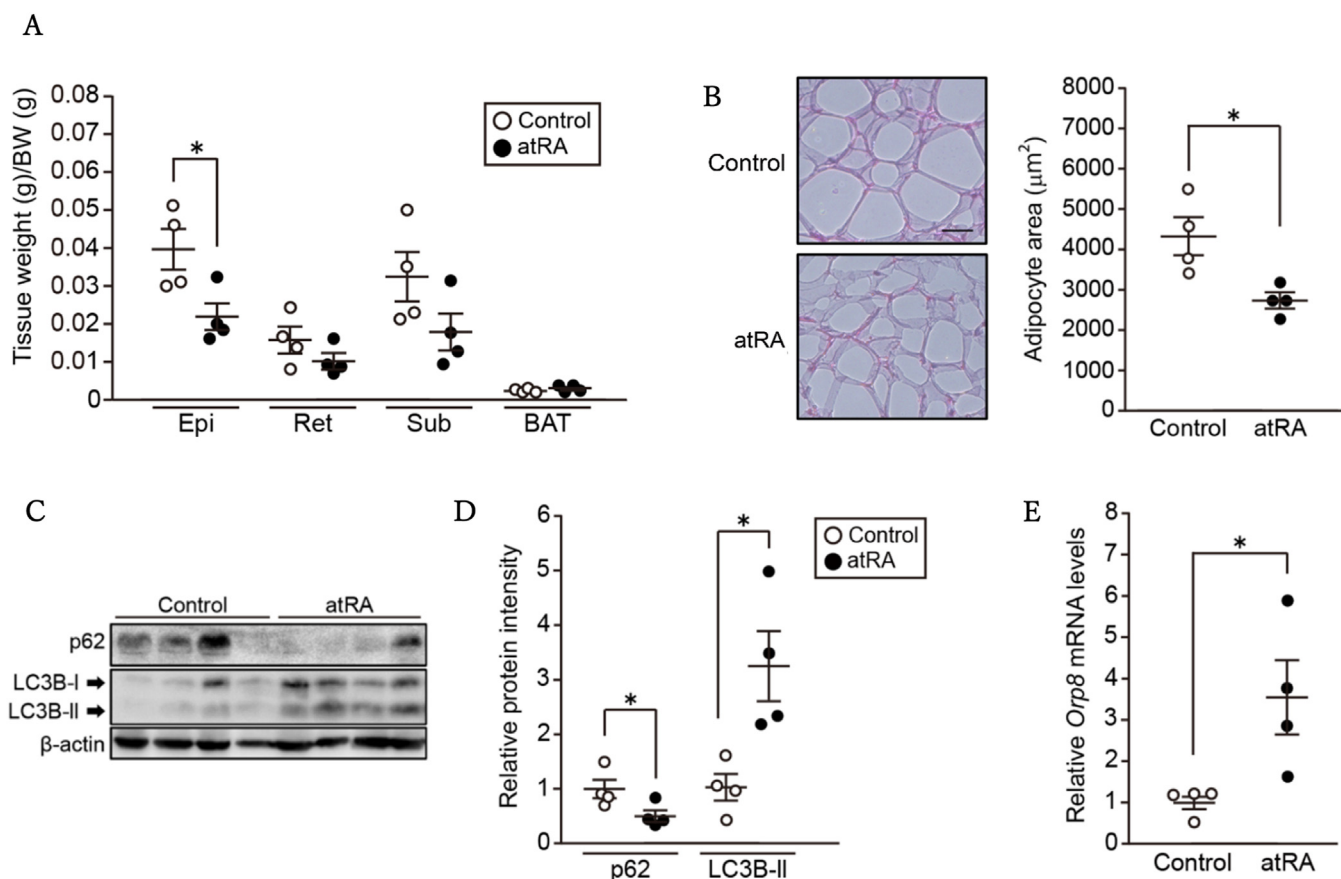 A
Tissue weight (g)/BW (g)
0.08
0.07
0.06
0.05
0.04
0.03
0.02
0.01
0
Control
atRA
*
Epi
Ret
Sub
BAT
B
Control
atRA
Adipocyte area (μm²)
8000
7000
6000
5000
4000
3000
2000
1000
0
*
Control
atRA
C
Control
atRA
p62
LC3B-I
LC3B-II
β-actin
D
Relative protein intensity
6
5
4
3
2
1
0
Control
atRA
*
*
p62
LC3B-II
E
Relative Orp8 mRNA levels
8
7
6
5
4
3
2
1
0
*
Control
atRA